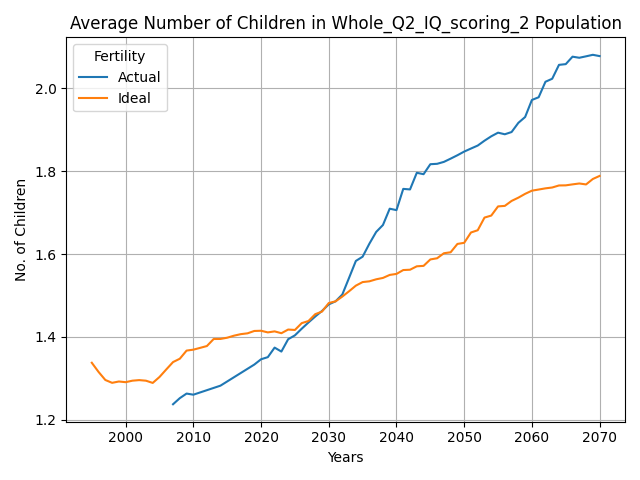 Average Number of Children in Whole_Q2_IQ_scoring_2 Population
Fertility
Actual
Ideal
No. of Children
2.0
1.8
1.6
1.4
1.2
2000 2010 2020 2030 2040 2050 2060 2070
Years